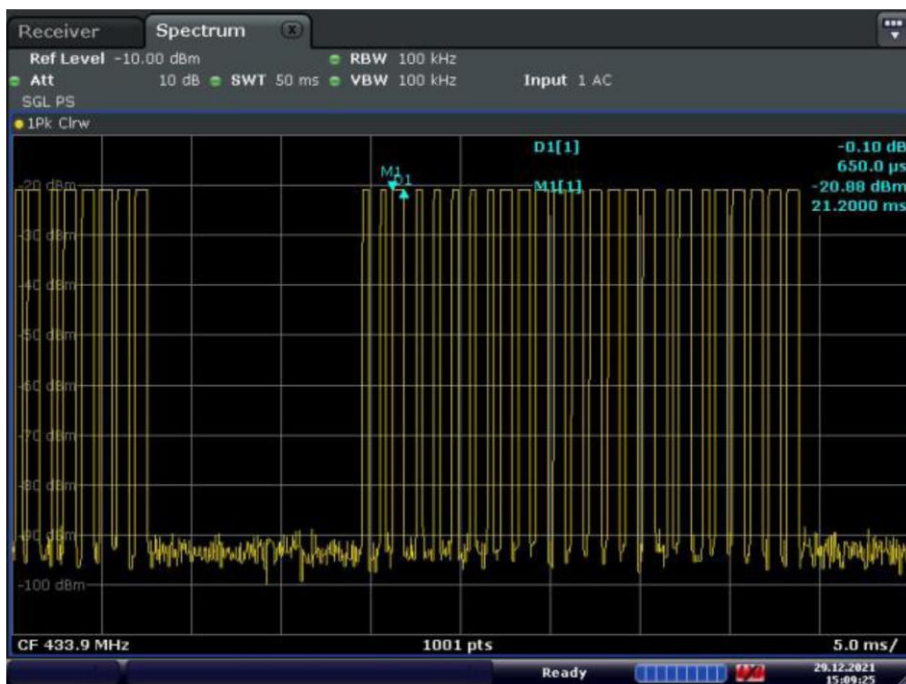 Receiver Spectrum X
Ref Level -10.00 dBm RBW 100 kHz
Att 10 dB SWT 50 ms VBW 100 kHz Input 1 AC
SGL PS
1Pk Clrw
D1[1] -0.10 dB
650.0 µs
M1 D1 M1[1] -20.88 dBm
21.2000 ms
-20 dBm
-30 dBm
-40 dBm
-50 dBm
-60 dBm
-70 dBm
-80 dBm
-90 dBm
-100 dBm
CF 433.9 MHz 1001 pts 5.0 ms/
Ready 29.12.2021
15:09:25